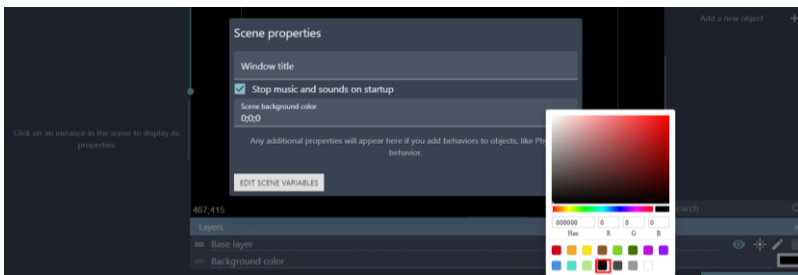 Add a new object
Scene properties
Window title
Stop music and sounds on startup
Scene background color
0;0;0
Click on an instance in the scene to display its
properties
Any additional properties will appear here if you add behaviors to objects, like
behavior.
EDIT SCENE VARIABLES
467;415
Layers
Base layer
Background color
000000 0 0 0
Hex R G B